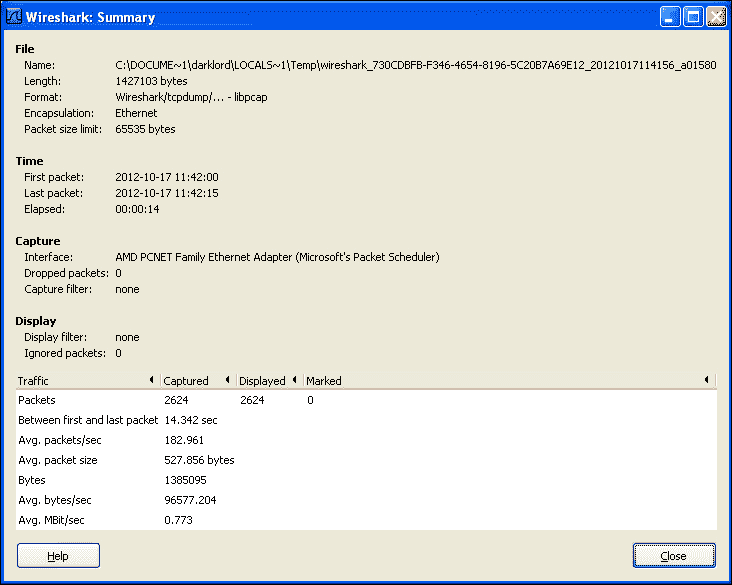 Wireshark: Summary
File
Name: C:\DOCUME~1\darklord\LOCALS~1\Temp\wireshark_730CDBFB-F346-4654-8196-5C20B7A69E12_20121017114156_a01580
Length: 1427103 bytes
Format: Wireshark/tcpdump/... - libpcap
Encapsulation: Ethernet
Packet size limit: 65535 bytes
Time
First packet: 2012-10-17 11:42:00
Last packet: 2012-10-17 11:42:15
Elapsed: 00:00:14
Capture
Interface: AMD PCNET Family Ethernet Adapter (Microsoft's Packet Scheduler)
Dropped packets: 0
Capture filter: none
Display
Display filter: none
Ignored packets: 0
Traffic Captured Displayed Marked
Packets 2624 2624 0
Between first and last packet 14.342 sec
Avg. packets/sec 182.961
Avg. packet size 527.856 bytes
Bytes 1385095
Avg. bytes/sec 96577.204
Avg. MBit/sec 0.773
Help Close